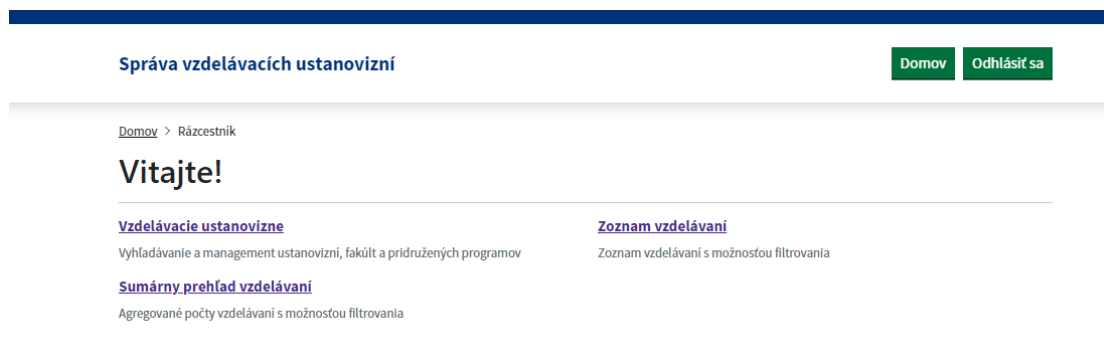 Správa vzdelávacích ustanovizní
Domov
Odhlásiť sa
Domov > Rázcestník
Vitajte!
Vzdelávacie ustanovizne
Vyhľadávanie a management ustanovizní, fakúlt a pridružených programov
Zoznam vzdelávaní
Zoznam vzdelávaní s možnosťou filtrovania
Sumárny prehľad vzdelávaní
Agregované počty vzdelávaní s možnosťou filtrovania